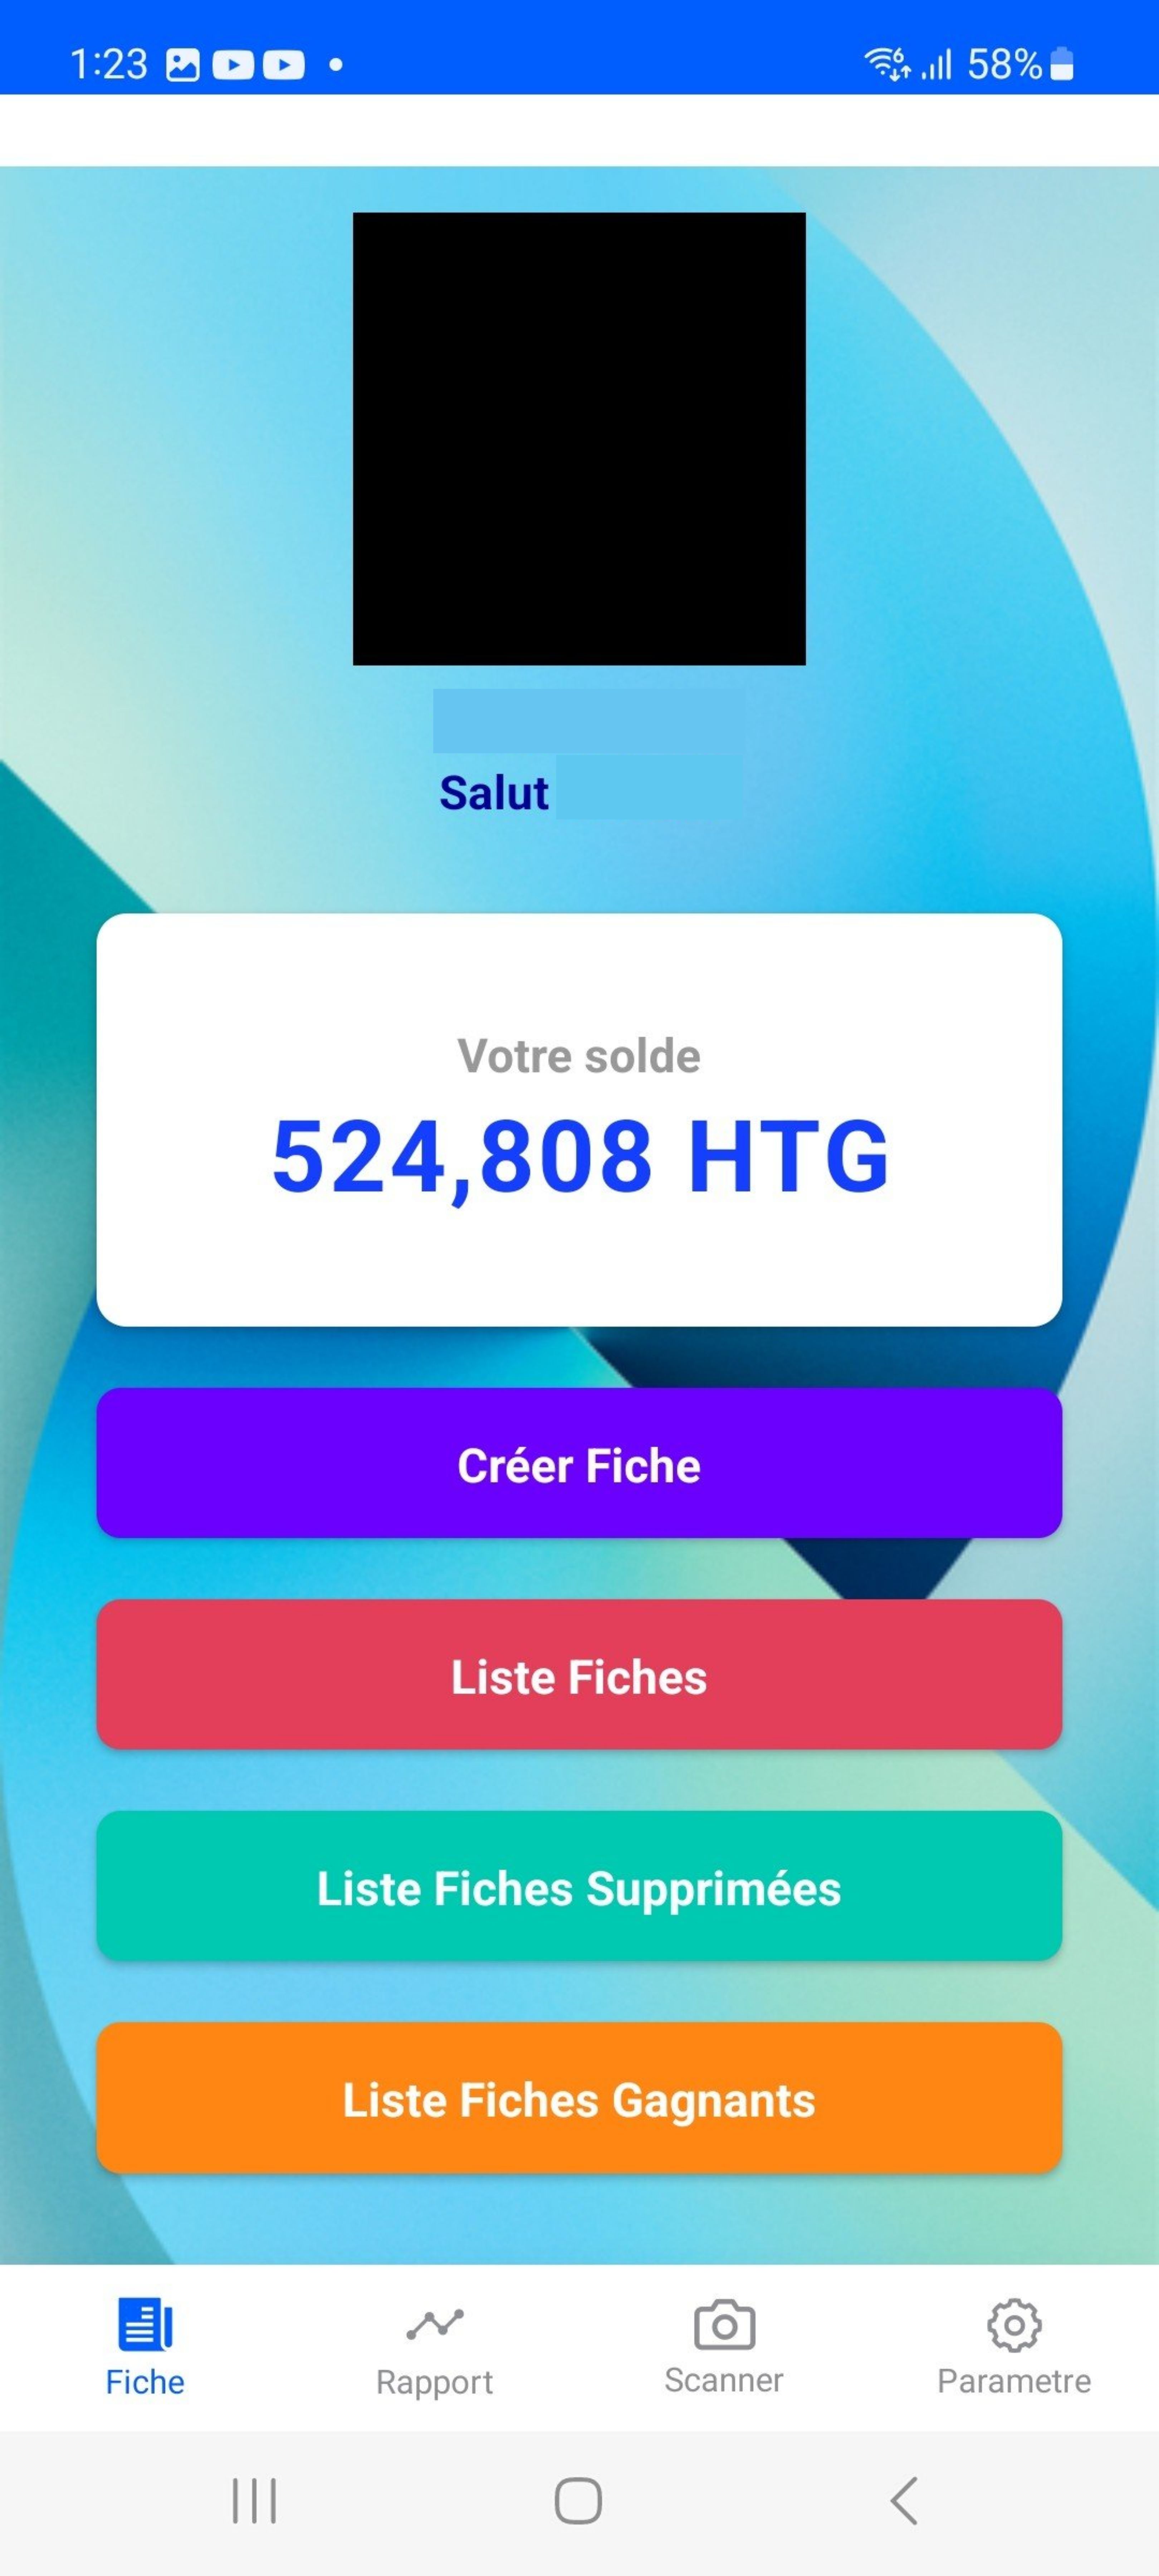 1:23
58%
Salut
Votre solde
524,808 HTG
Créer Fiche
Liste Fiches
Liste Fiches Supprimées
Liste Fiches Gagnants
Fiche
Rapport
Scanner
Parametre